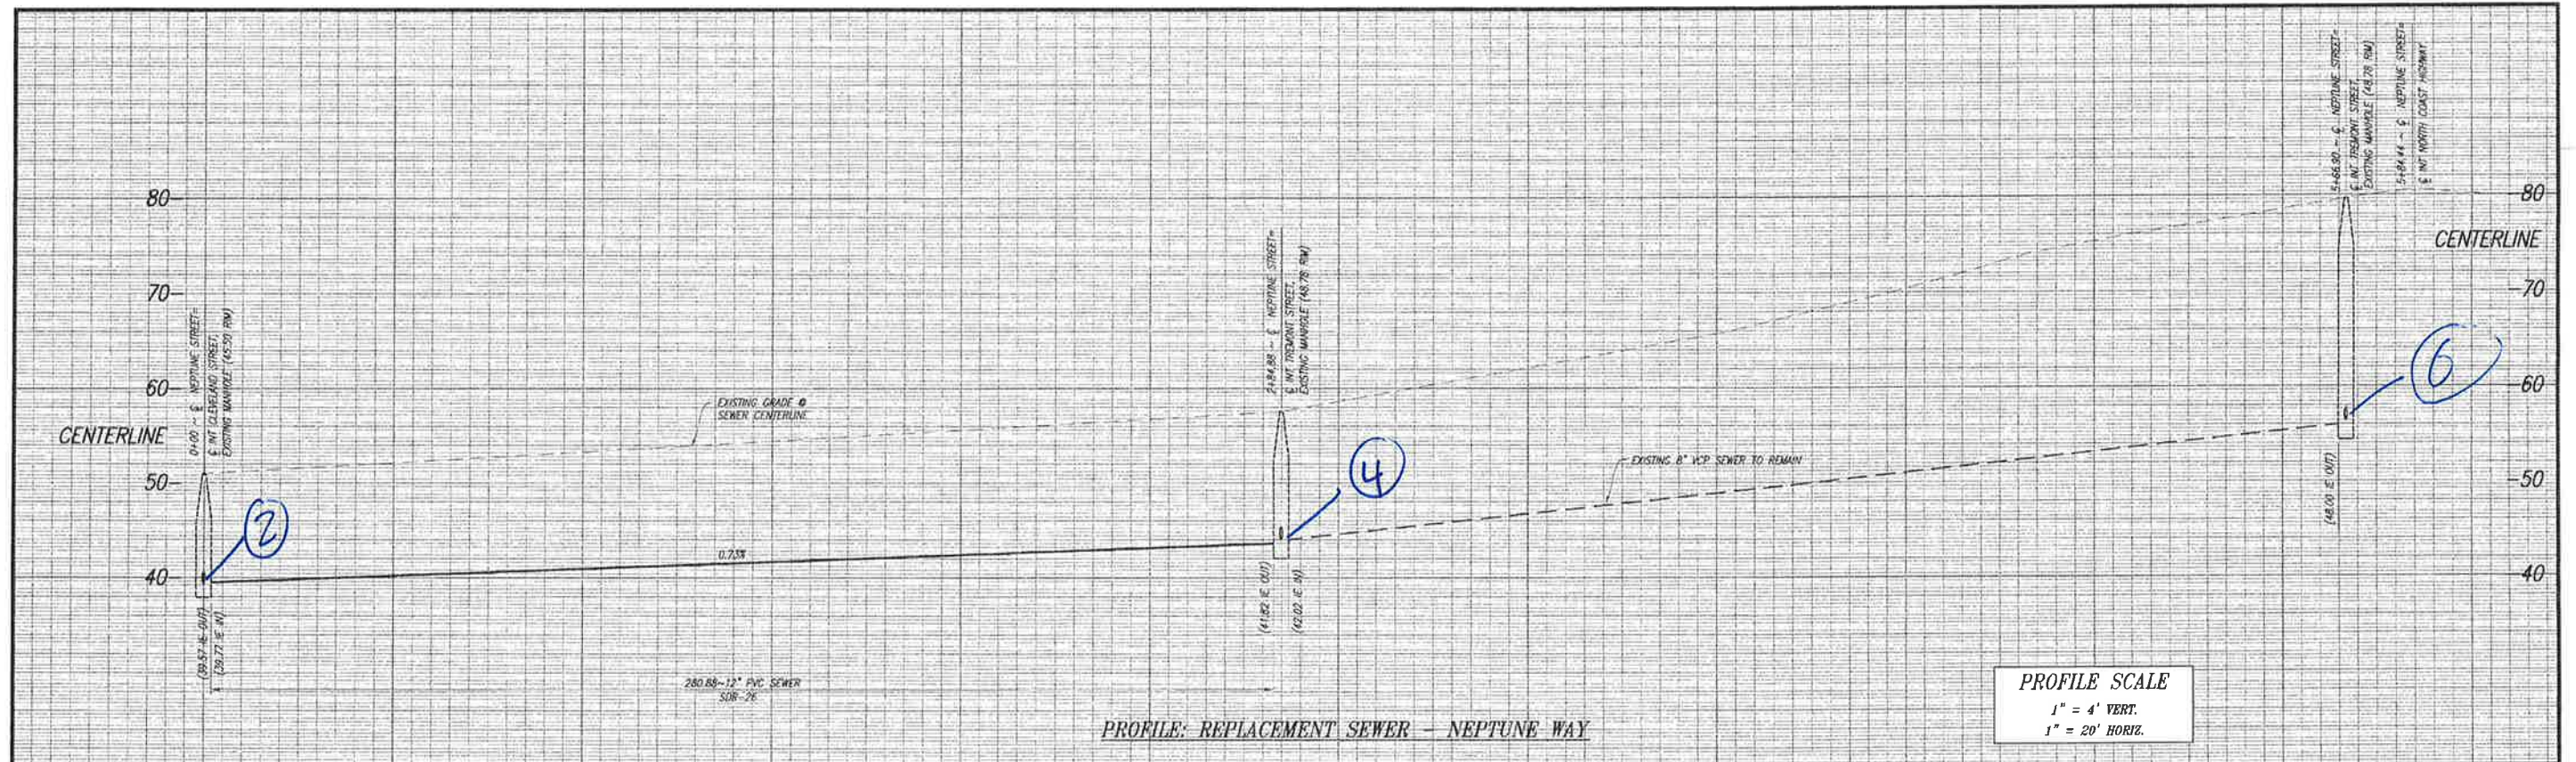 80
70
60
CENTERLINE
50
40
0+00 ~ ℄ NEPTUNE STREET=
℄ INT CLEVELAND STREET,
EXISTING MANHOLE (45.50 RIM)
(39.57 IE OUT)
(39.77 IE IN)
2
EXISTING GRADE @
SEWER CENTERLINE
0.73%
280.88~12" PVC SEWER
SDR-26
2+84.88 ~ ℄ NEPTUNE STREET=
℄ INT TREMONT STREET,
EXISTING MANHOLE (48.78 RIM)
(41.82 IE OUT)
(42.02 IE IN)
4
EXISTING 8" VCP SEWER TO REMAIN
5+66.90 ~ ℄ NEPTUNE STREET=
℄ INT TREMONT STREET,
EXISTING MANHOLE (48.78 RIM)
5+84.44 ~ ℄ NEPTUNE STREET=
℄ INT NORTH COAST HIGHWAY
(48.00 IE OUT)
6
80
CENTERLINE
70
60
50
40
PROFILE: REPLACEMENT SEWER - NEPTUNE WAY
PROFILE SCALE
1" = 4' VERT.
1" = 20' HORIZ.